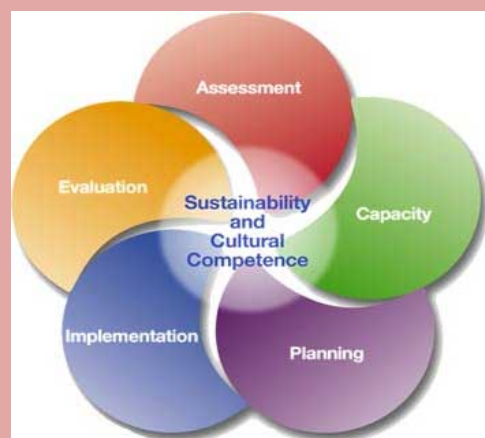 Assessment
Capacity
Planning
Implementation
Evaluation
Sustainability
and
Cultural
Competence